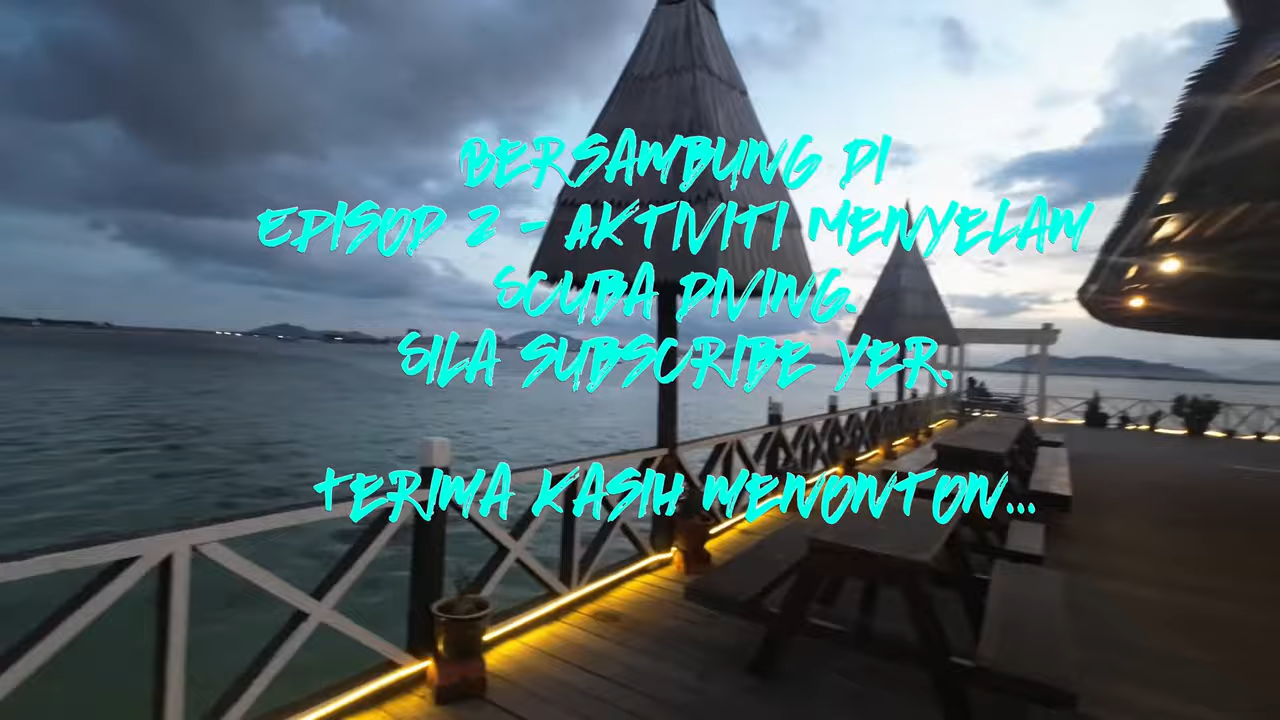 BERSAMBUNG DI
EPISOD 2 - AKTIVITI MENYELAM
SCUBA DIVING.
SILA SUBSCRIBE YER.
TERIMA KASIH MENONTON...